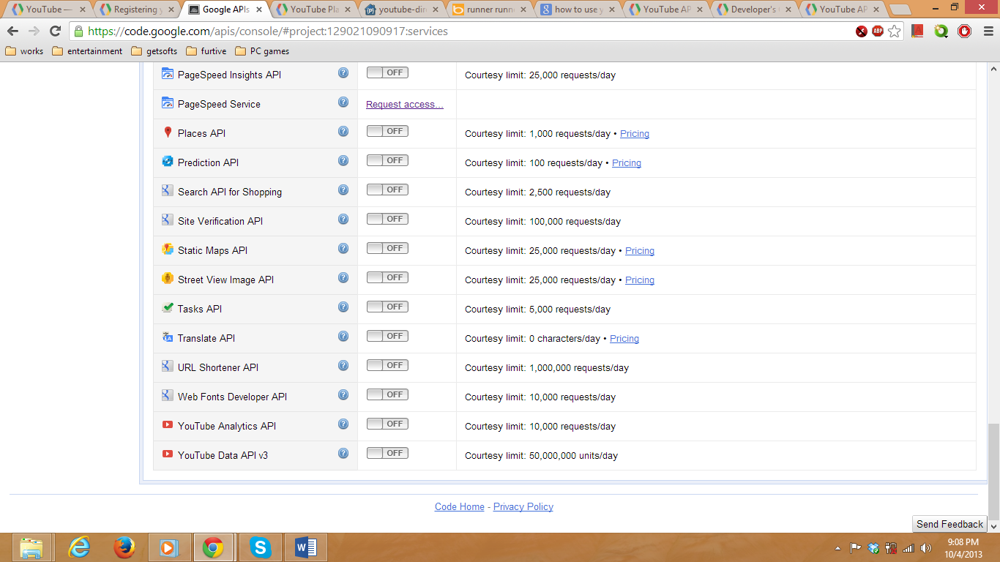 YouTube —
Registering y
Google APIs
YouTube Pla
youtube-dire
runner runn
how to use y
YouTube AP
Developer's
YouTube AP
https://code.google.com/apis/console/#project:129021090917:services
ABP
works entertainment getsofts furtive PC games
PageSpeed Insights API ? OFF Courtesy limit: 25,000 requests/day
PageSpeed Service ? Request access...
Places API ? OFF Courtesy limit: 1,000 requests/day • Pricing
Prediction API ? OFF Courtesy limit: 100 requests/day • Pricing
Search API for Shopping ? OFF Courtesy limit: 2,500 requests/day
Site Verification API ? OFF Courtesy limit: 100,000 requests/day
Static Maps API ? OFF Courtesy limit: 25,000 requests/day • Pricing
Street View Image API ? OFF Courtesy limit: 25,000 requests/day • Pricing
Tasks API ? OFF Courtesy limit: 5,000 requests/day
Translate API ? OFF Courtesy limit: 0 characters/day • Pricing
URL Shortener API ? OFF Courtesy limit: 1,000,000 requests/day
Web Fonts Developer API ? OFF Courtesy limit: 10,000 requests/day
YouTube Analytics API ? OFF Courtesy limit: 10,000 requests/day
YouTube Data API v3 ? OFF Courtesy limit: 50,000,000 units/day
Code Home - Privacy Policy
Send Feedback
9:08 PM
10/4/2013